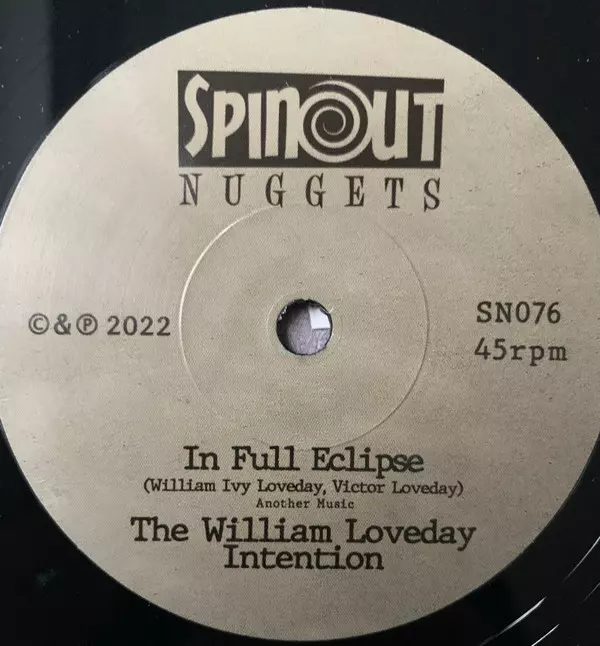 SPINOUT
NUGGETS
©&℗ 2022
SN076
45rpm
In Full Eclipse
(William Ivy Loveday, Victor Loveday)
Another Music
The William Loveday
Intention